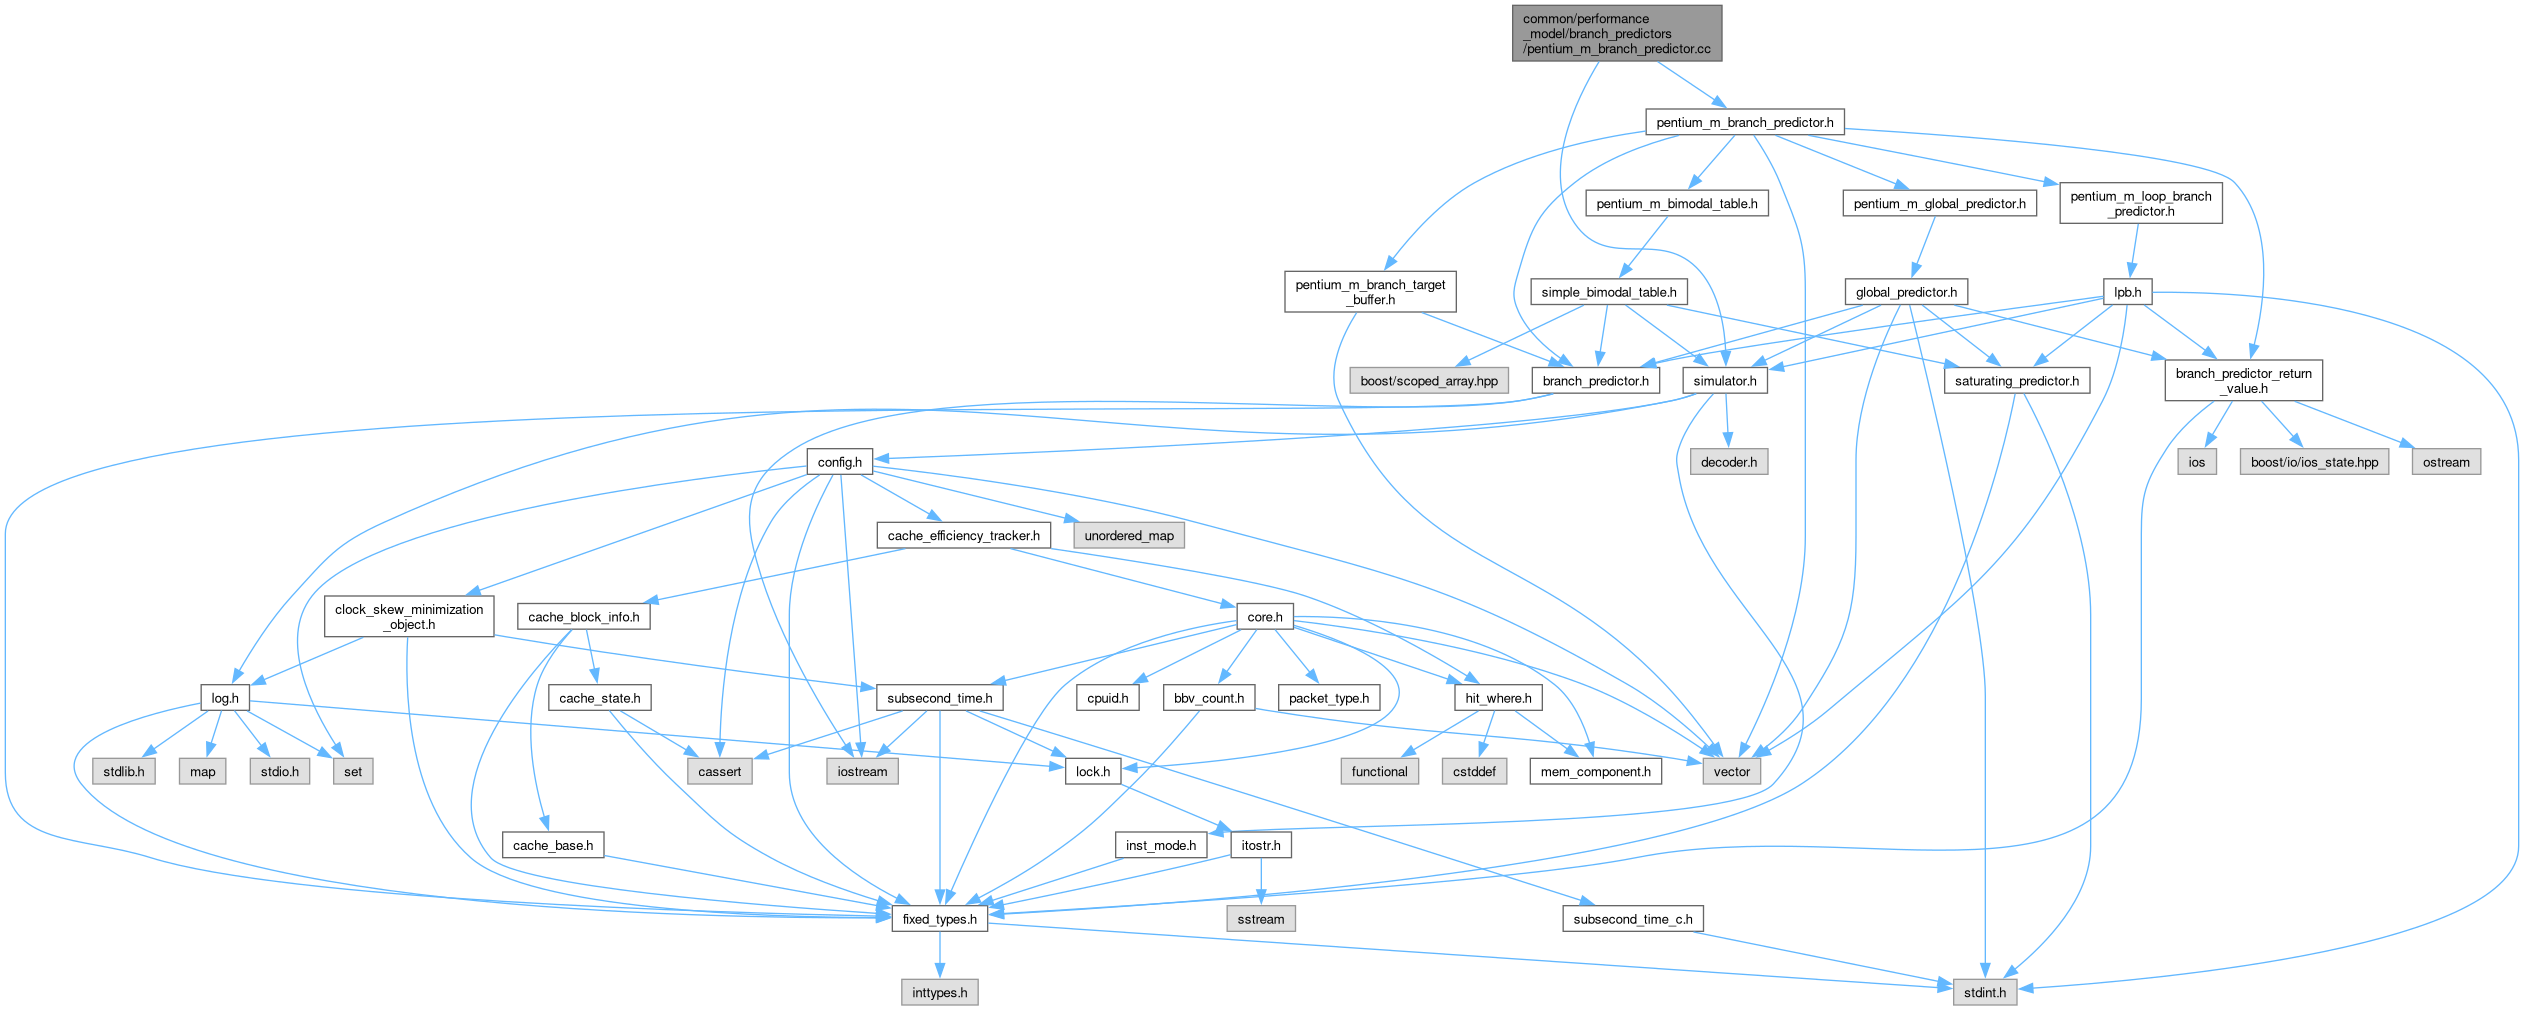 common/performance
_model/branch_predictors
/pentium_m_branch_predictor.cc
pentium_m_branch_predictor.h
pentium_m_bimodal_table.h
pentium_m_global_predictor.h
pentium_m_loop_branch
_predictor.h
pentium_m_branch_target
_buffer.h
simple_bimodal_table.h
global_predictor.h
lpb.h
boost/scoped_array.hpp
branch_predictor.h
simulator.h
saturating_predictor.h
branch_predictor_return
_value.h
config.h
decoder.h
ios
boost/io/ios_state.hpp
ostream
cache_efficiency_tracker.h
unordered_map
clock_skew_minimization
_object.h
cache_block_info.h
core.h
log.h
cache_state.h
subsecond_time.h
cpuid.h
bbv_count.h
packet_type.h
hit_where.h
stdlib.h
map
stdio.h
set
cassert
iostream
lock.h
functional
cstddef
mem_component.h
vector
cache_base.h
inst_mode.h
itostr.h
fixed_types.h
sstream
subsecond_time_c.h
inttypes.h
stdint.h